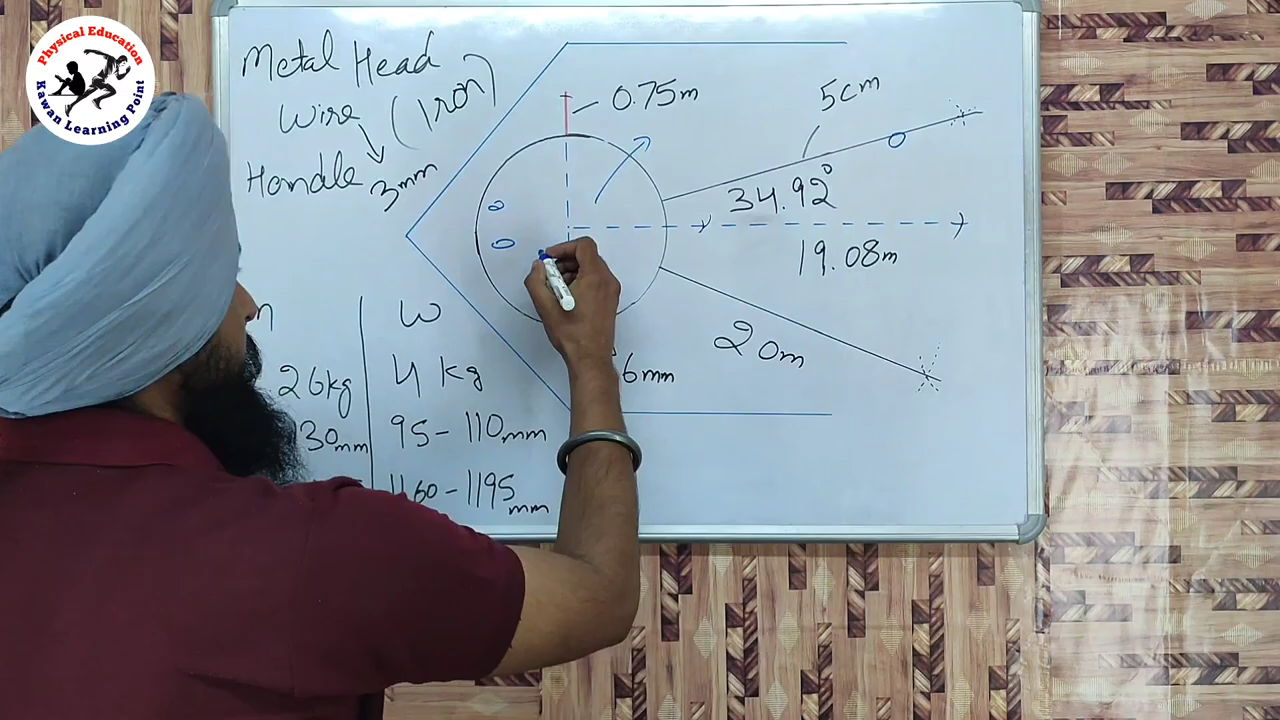 Physical Education
Kawan Learning Point
Metal Head
Wire (Iron)
Handle 3mm
0.75m
5cm
34.92°
19.08m
20m
6mm
W
26kg 4 kg
130mm 95-110mm
1160-1195mm